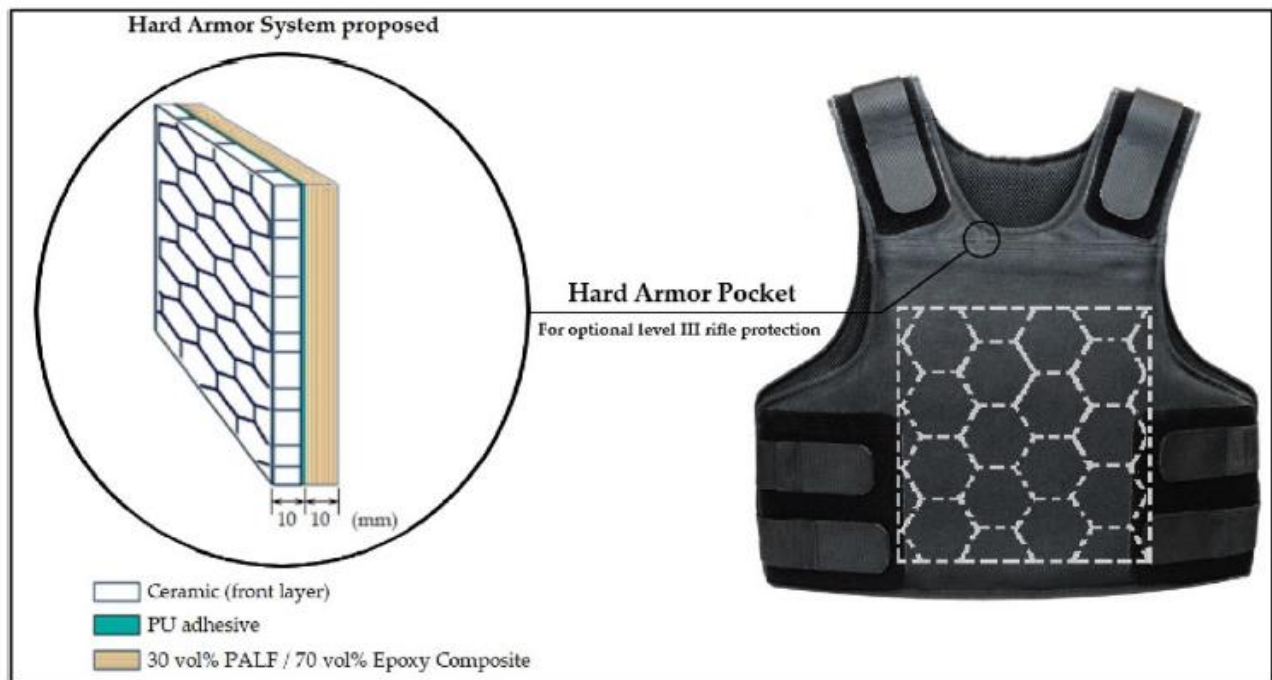 Hard Armor System proposed
Hard Armor Pocket
For optional level III rifle protection
10 10 (mm)
Ceramic (front layer)
PU adhesive
30 vol% PALF / 70 vol% Epoxy Composite